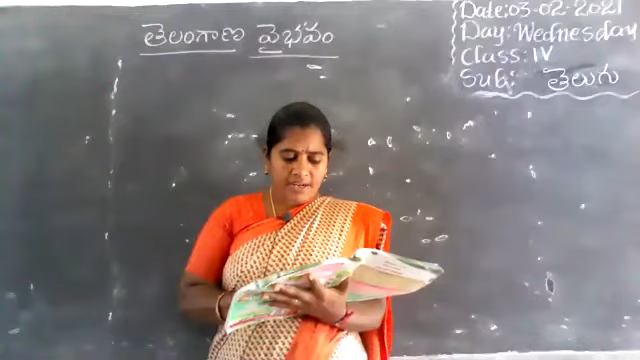 తెలంగాణ వైభవం
Date:03-02-2021
Day: Wednesday
Class: IV
Sub: తెలుగు